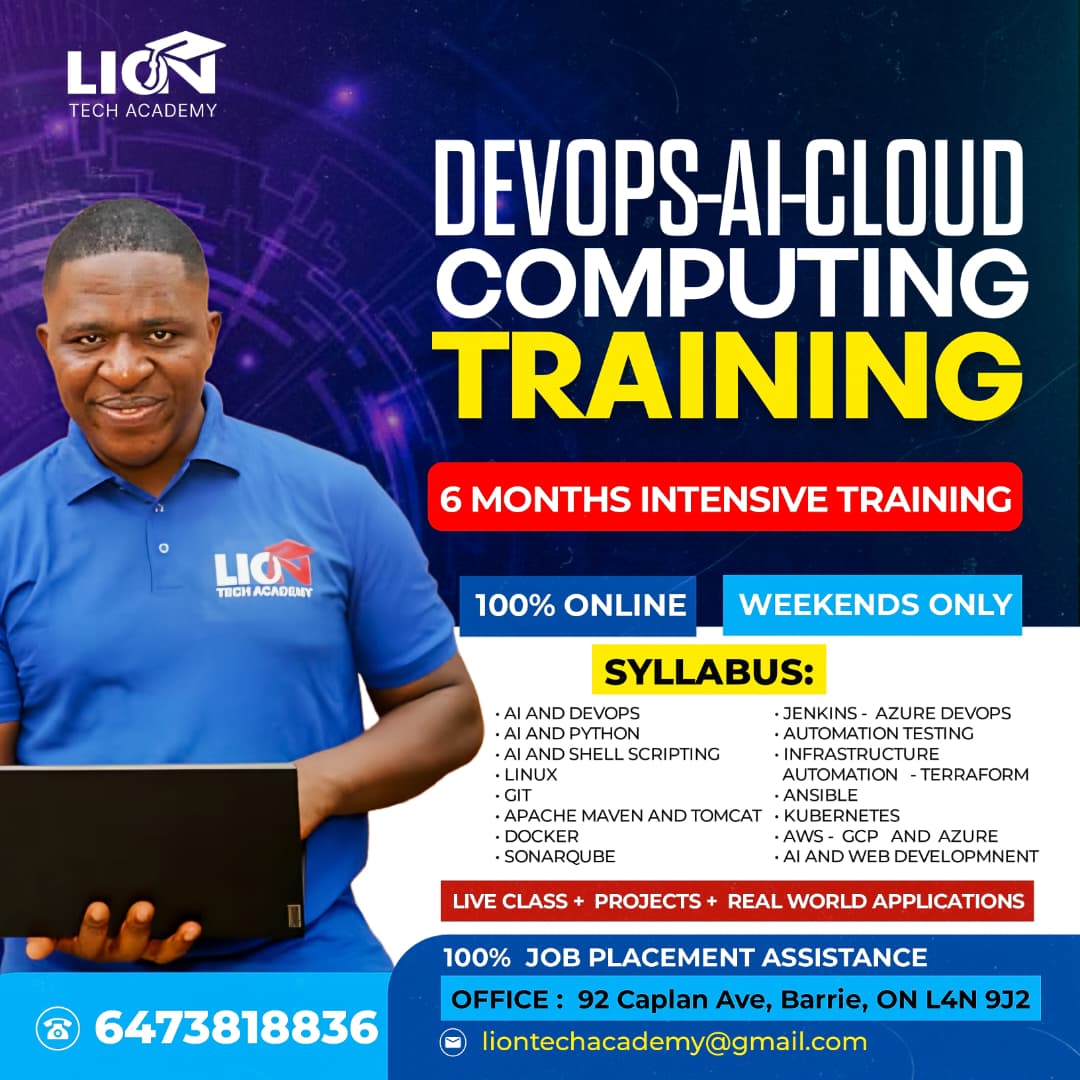 LION
TECH ACADEMY
DEVOPS-AI-CLOUD
COMPUTING
TRAINING
6 MONTHS INTENSIVE TRAINING
LION
TECH ACADEMY
100% ONLINE
WEEKENDS ONLY
SYLLABUS:
• AI AND DEVOPS
• AI AND PYTHON
• AI AND SHELL SCRIPTING
• LINUX
• GIT
• APACHE MAVEN AND TOMCAT
• DOCKER
• SONARQUBE
• JENKINS - AZURE DEVOPS
• AUTOMATION TESTING
• INFRASTRUCTURE
AUTOMATION - TERRAFORM
• ANSIBLE
• KUBERNETES
• AWS - GCP AND AZURE
• AI AND WEB DEVELOPMNENT
LIVE CLASS + PROJECTS + REAL WORLD APPLICATIONS
100% JOB PLACEMENT ASSISTANCE
OFFICE : 92 Caplan Ave, Barrie, ON L4N 9J2
6473818836
liontechacademy@gmail.com